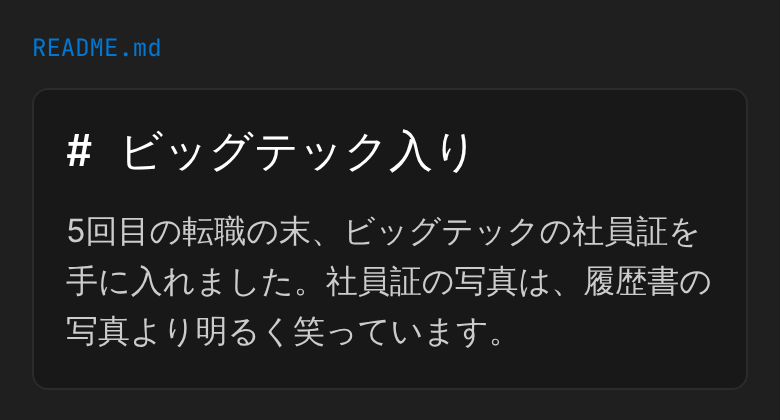 README.md
# ビッグテック入り
5回目の転職の末、ビッグテックの社員証を
手に入れました。社員証の写真は、履歴書の
写真より明るく笑っています。